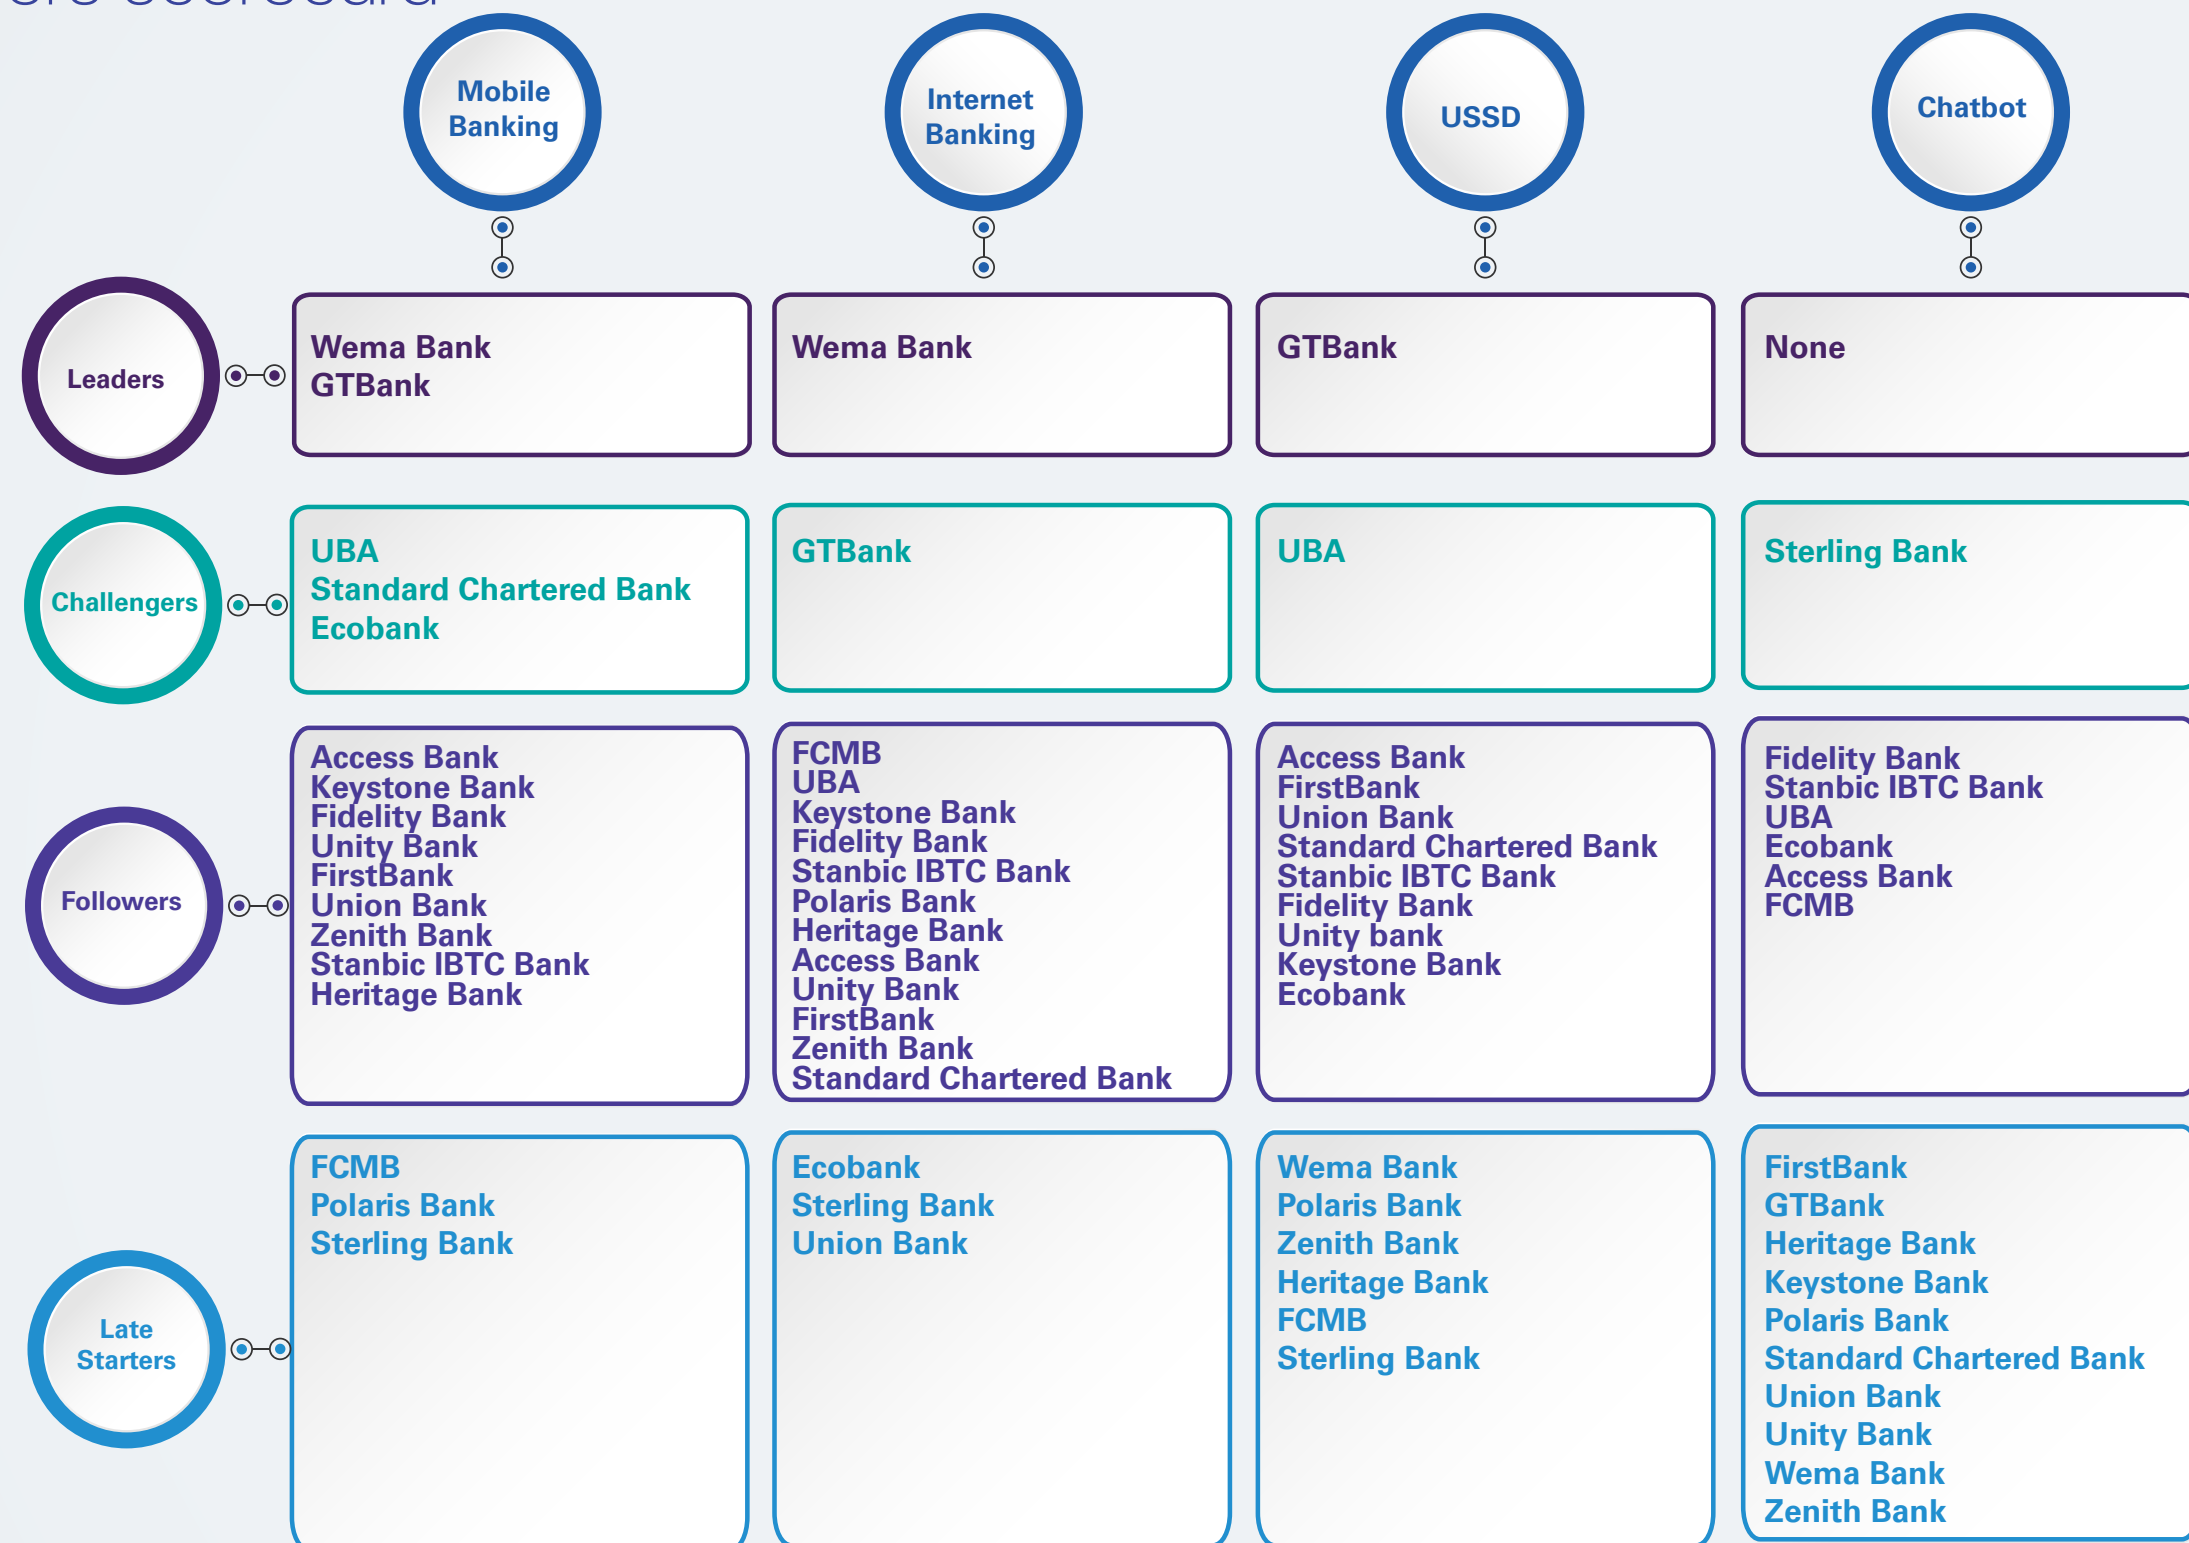 Mobile
Banking
Internet
Banking
USSD
Chatbot
Leaders
Wema Bank
GTBank
Wema Bank
GTBank
None
Challengers
UBA
Standard Chartered Bank
Ecobank
GTBank
UBA
Sterling Bank
Followers
Access Bank
Keystone Bank
Fidelity Bank
Unity Bank
FirstBank
Union Bank
Zenith Bank
Stanbic IBTC Bank
Heritage Bank
FCMB
UBA
Keystone Bank
Fidelity Bank
Stanbic IBTC Bank
Polaris Bank
Heritage Bank
Access Bank
Unity Bank
FirstBank
Zenith Bank
Standard Chartered Bank
Access Bank
FirstBank
Union Bank
Standard Chartered Bank
Stanbic IBTC Bank
Fidelity Bank
Unity bank
Keystone Bank
Ecobank
Fidelity Bank
Stanbic IBTC Bank
UBA
Ecobank
Access Bank
FCMB
Late
Starters
FCMB
Polaris Bank
Sterling Bank
Ecobank
Sterling Bank
Union Bank
Wema Bank
Polaris Bank
Zenith Bank
Heritage Bank
FCMB
Sterling Bank
FirstBank
GTBank
Heritage Bank
Keystone Bank
Polaris Bank
Standard Chartered Bank
Union Bank
Unity Bank
Wema Bank
Zenith Bank